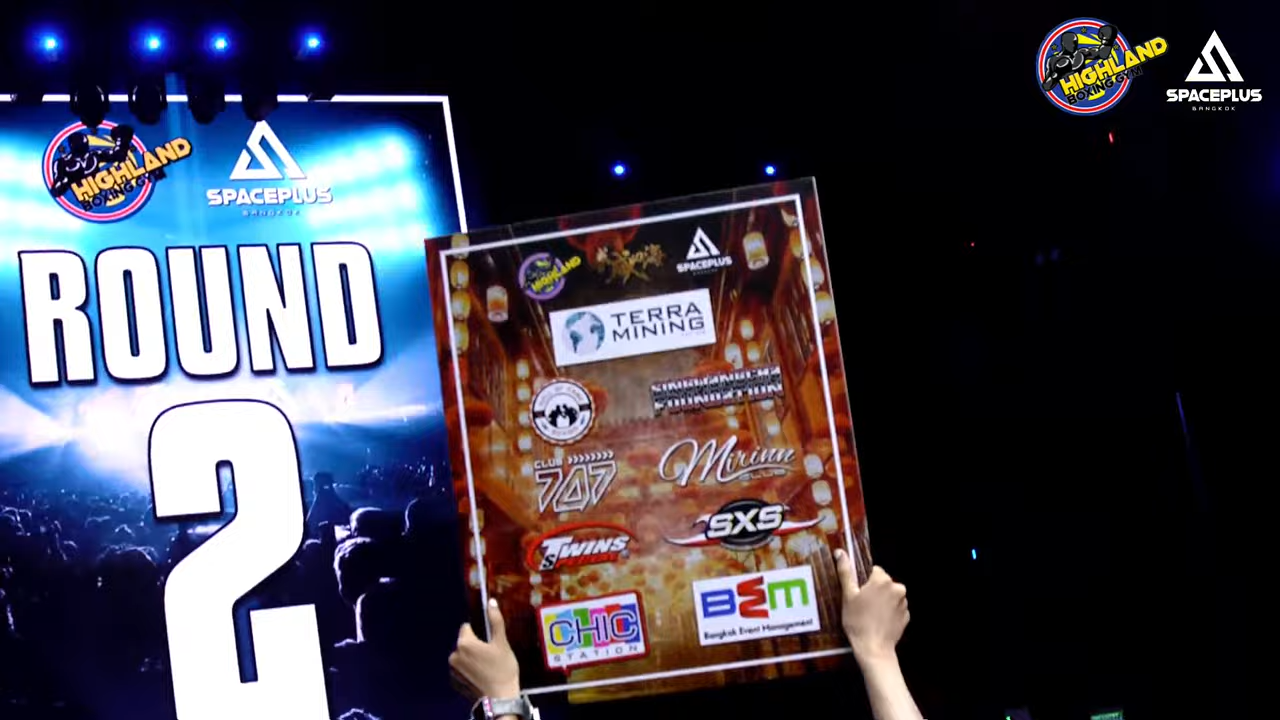 HIGHLAND
BOXING GYM
SPACEPLUS
BANGKOK
HIGHLAND
BOXING GYM
SPACEPLUS
BANGKOK
ROUND
2
HIGHLAND
SPACEPLUS
TERRA
MINING
CLUB
747
Mirinn
TWINS
SPECIAL
SXS
CHIC
STATION
BEM
Bangkok Event Management